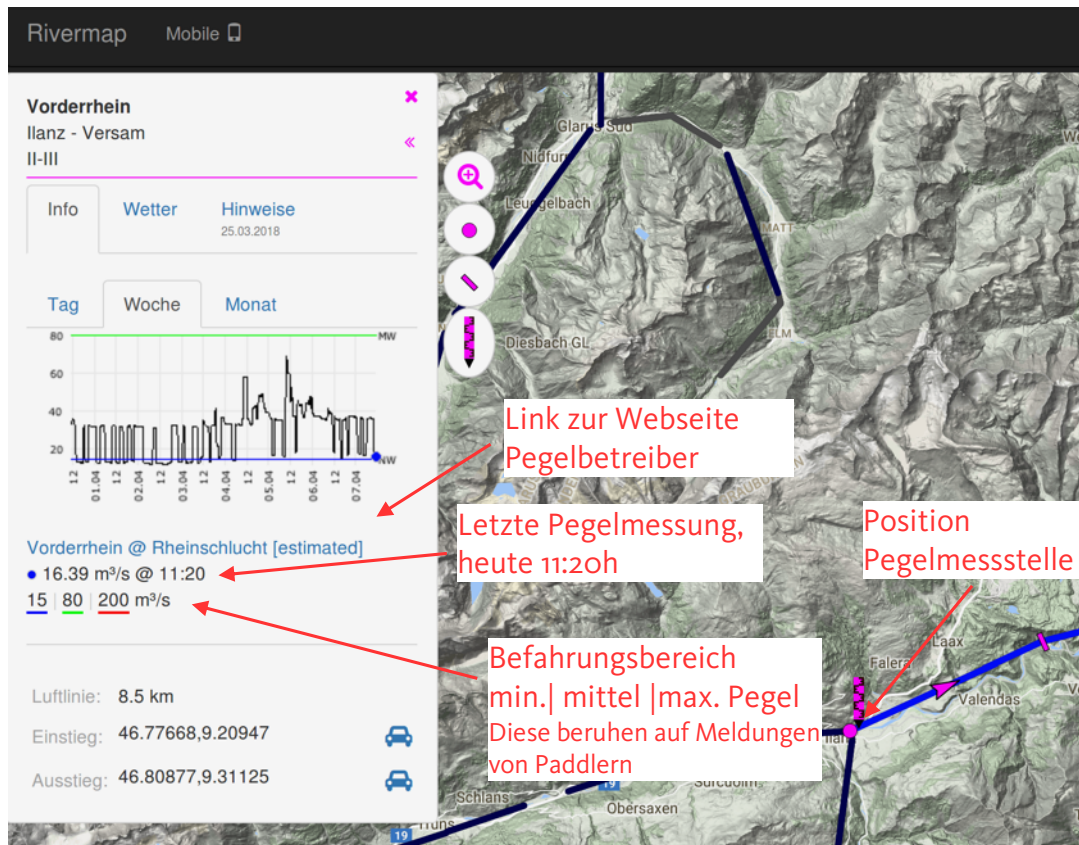 Rivermap Mobile
Vorderrhein
Ilanz - Versam
II-III
Info Wetter Hinweise
25.03.2018
Tag Woche Monat
80 MW
60
40
20 NW
12 01.04 12 02.04 12 03.04 12 04.04 12 05.04 12 06.04 12 07.04
Vorderrhein @ Rheinschlucht [estimated]
16.39 m³/s @ 11:20
15 | 80 | 200 m³/s
Luftlinie: 8.5 km
Einstieg: 46.77668,9.20947
Ausstieg: 46.80877,9.31125
Glarus Süd
Nidfurn
Leuggelbach
MATT
Diesbach GL
ELM
Link zur Webseite
Pegelbetreiber
Letzte Pegelmessung,
heute 11:20h
Position
Pegelmessstelle
Befahrungsbereich
min.| mittel |max. Pegel
Diese beruhen auf Meldungen
von Paddlern
Laax
Falera
Valendas
Schlans
19
Surcuolm
Obersaxen
Truns
19